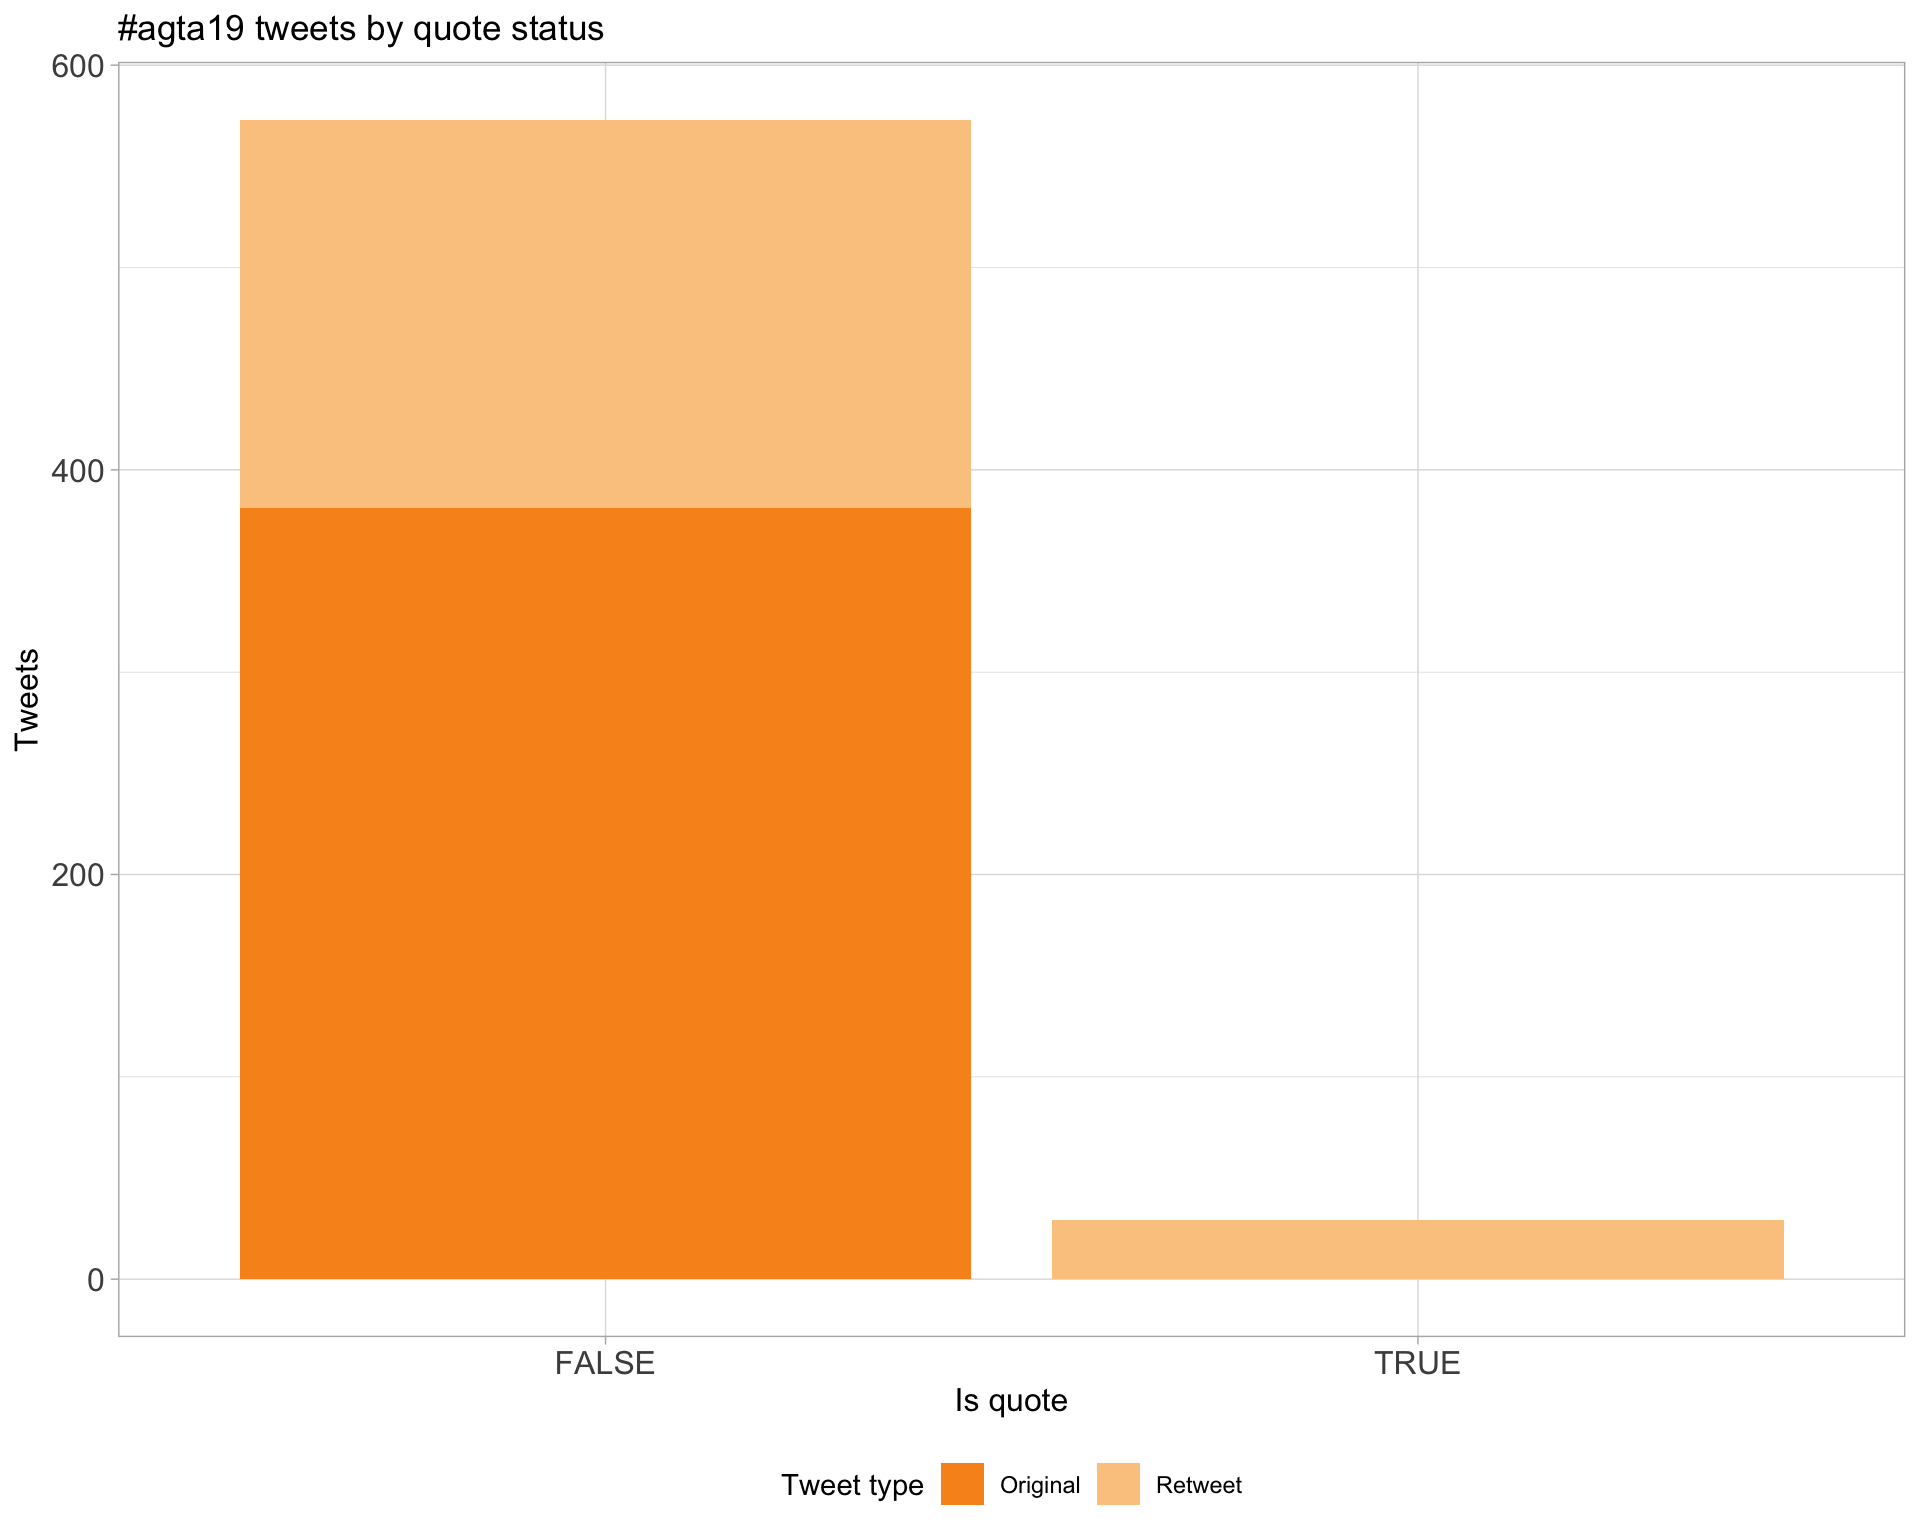 #agta19 tweets by quote status
600
400
200
0
Tweets
FALSE TRUE
Is quote
Tweet type Original Retweet